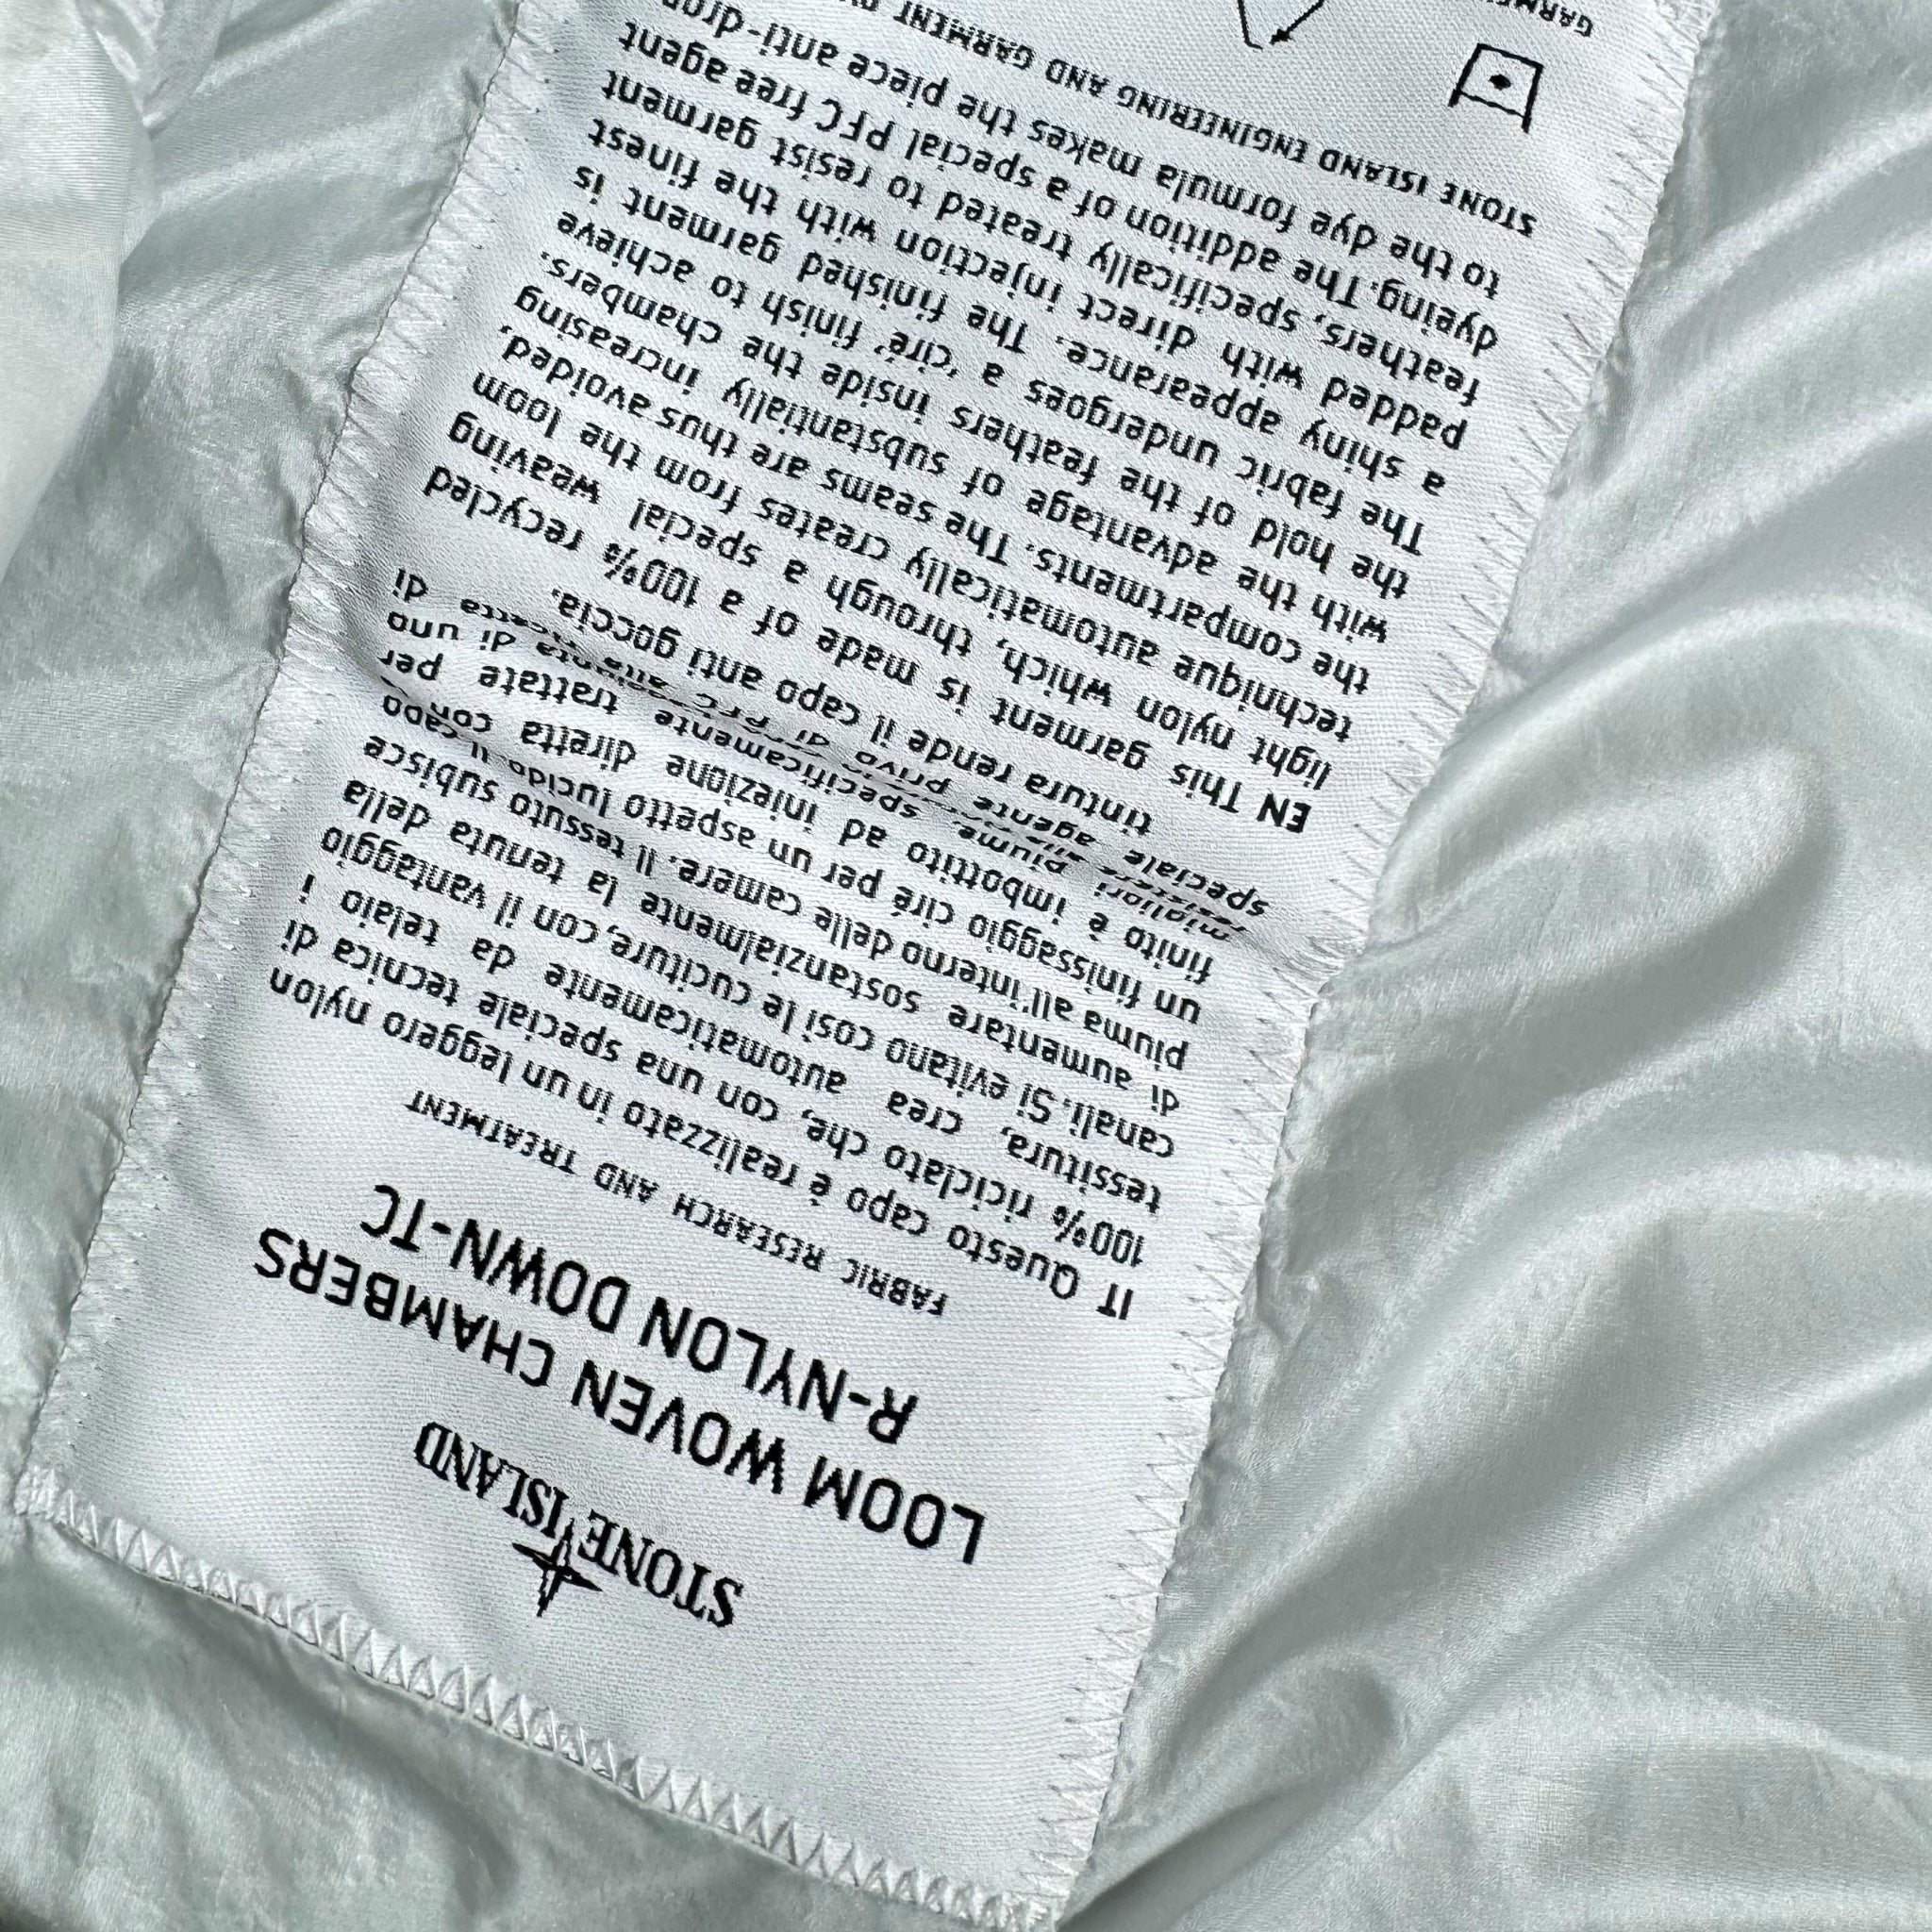 STONE ISLAND
LOOM WOVEN CHAMBERS
R-NYLON DOWN-TC
FABRIC RESEARCH AND TREATMENT
IT Questo capo è realizzato in un leggero nylon
100% riciclato che, con una speciale tecnica di
tessitura, crea automaticamente da telaio i
canali. Si evitano così le cuciture, con il vantaggio
di aumentare sostanzialmente la tenuta della
piuma all'interno delle camere. Il tessuto subisce
un finissaggio ciré per un aspetto lucido. Il capo
finito è imbottito ad iniezione diretta con
migliori piume, specificamente trattate per
speciale agente privo di PFC alla ricetta di
tintura rende il capo anti goccia.
EN This garment is made of a 100% recycled
light nylon which, through a special weaving
technique automatically creates from the loom
the compartments. The seams are thus avoided,
with the advantage of substantially increasing
the hold of the feathers inside the chambers.
The fabric undergoes a ‘ciré’ finish to achieve
a shiny appearance. The finished garment is
padded with direct injection with the finest
feathers, specifically treated to resist garment
dyeing. The addition of a special PFC free agent
to the dye formula makes the piece anti-drop
STONE ISLAND ENGINEERING AND GARMENT